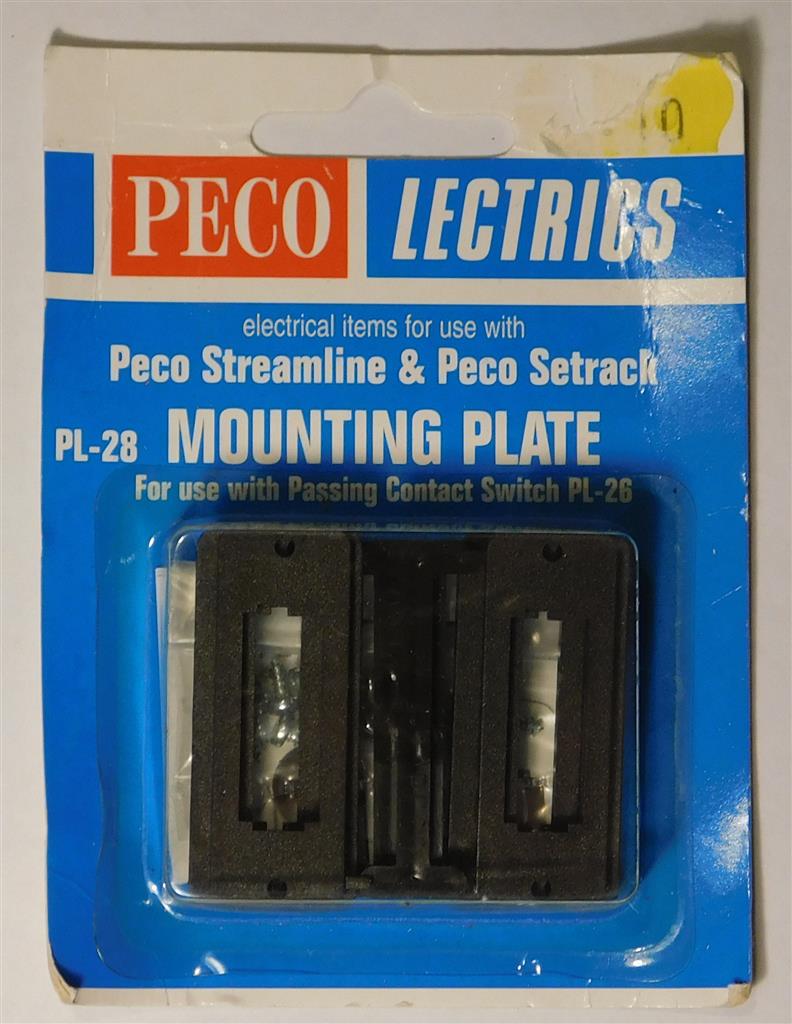 PECO LECTRICS
electrical items for use with
Peco Streamline & Peco Setrack
PL-28 MOUNTING PLATE
For use with Passing Contact Switch PL-26